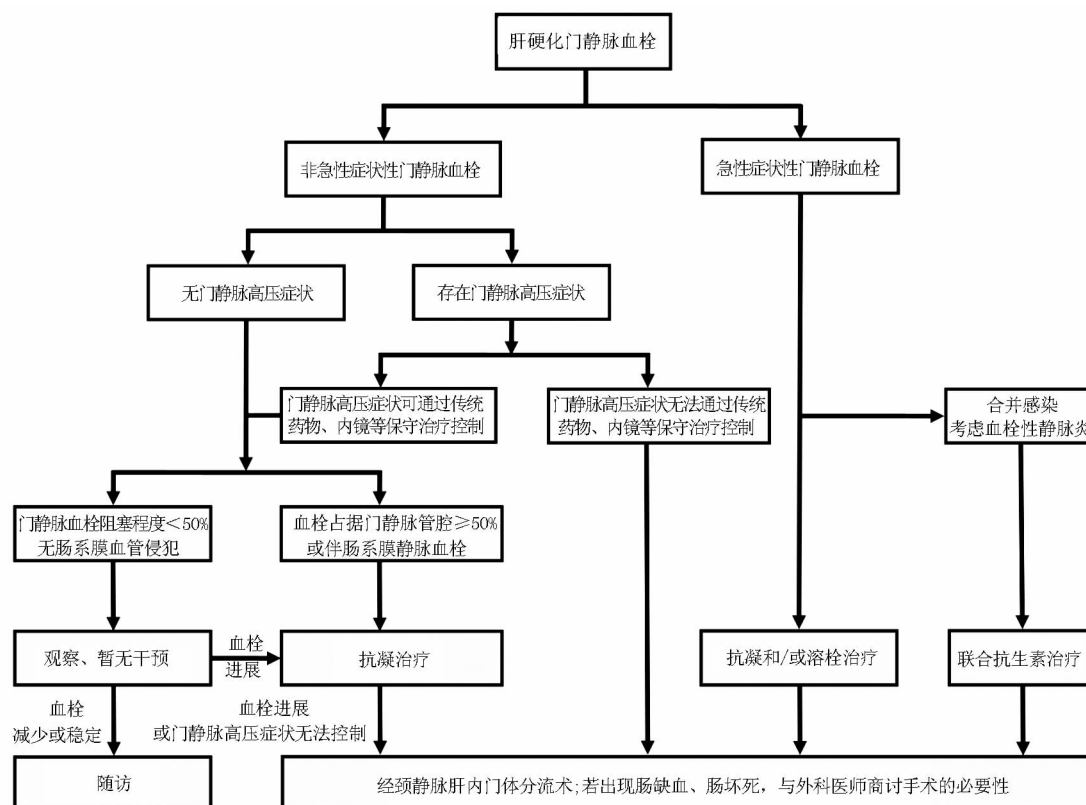 肝硬化门静脉血栓
非急性症状性门静脉血栓
急性症状性门静脉血栓
无门静脉高压症状
存在门静脉高压症状
门静脉高压症状可通过传统
药物、内镜等保守治疗控制
门静脉高压症状无法通过传统
药物、内镜等保守治疗控制
合并感染
考虑血栓性静脉炎
门静脉血栓阻塞程度＜50%
无肠系膜血管侵犯
血栓占据门静脉管腔≥50%
或伴肠系膜静脉血栓
观察、暂无干预
血栓
进展
抗凝治疗
抗凝和/或溶栓治疗
联合抗生素治疗
血栓
减少或稳定
血栓进展
或门静脉高压症状无法控制
随访
经颈静脉肝内门体分流术;若出现肠缺血、肠坏死，与外科医师商讨手术的必要性